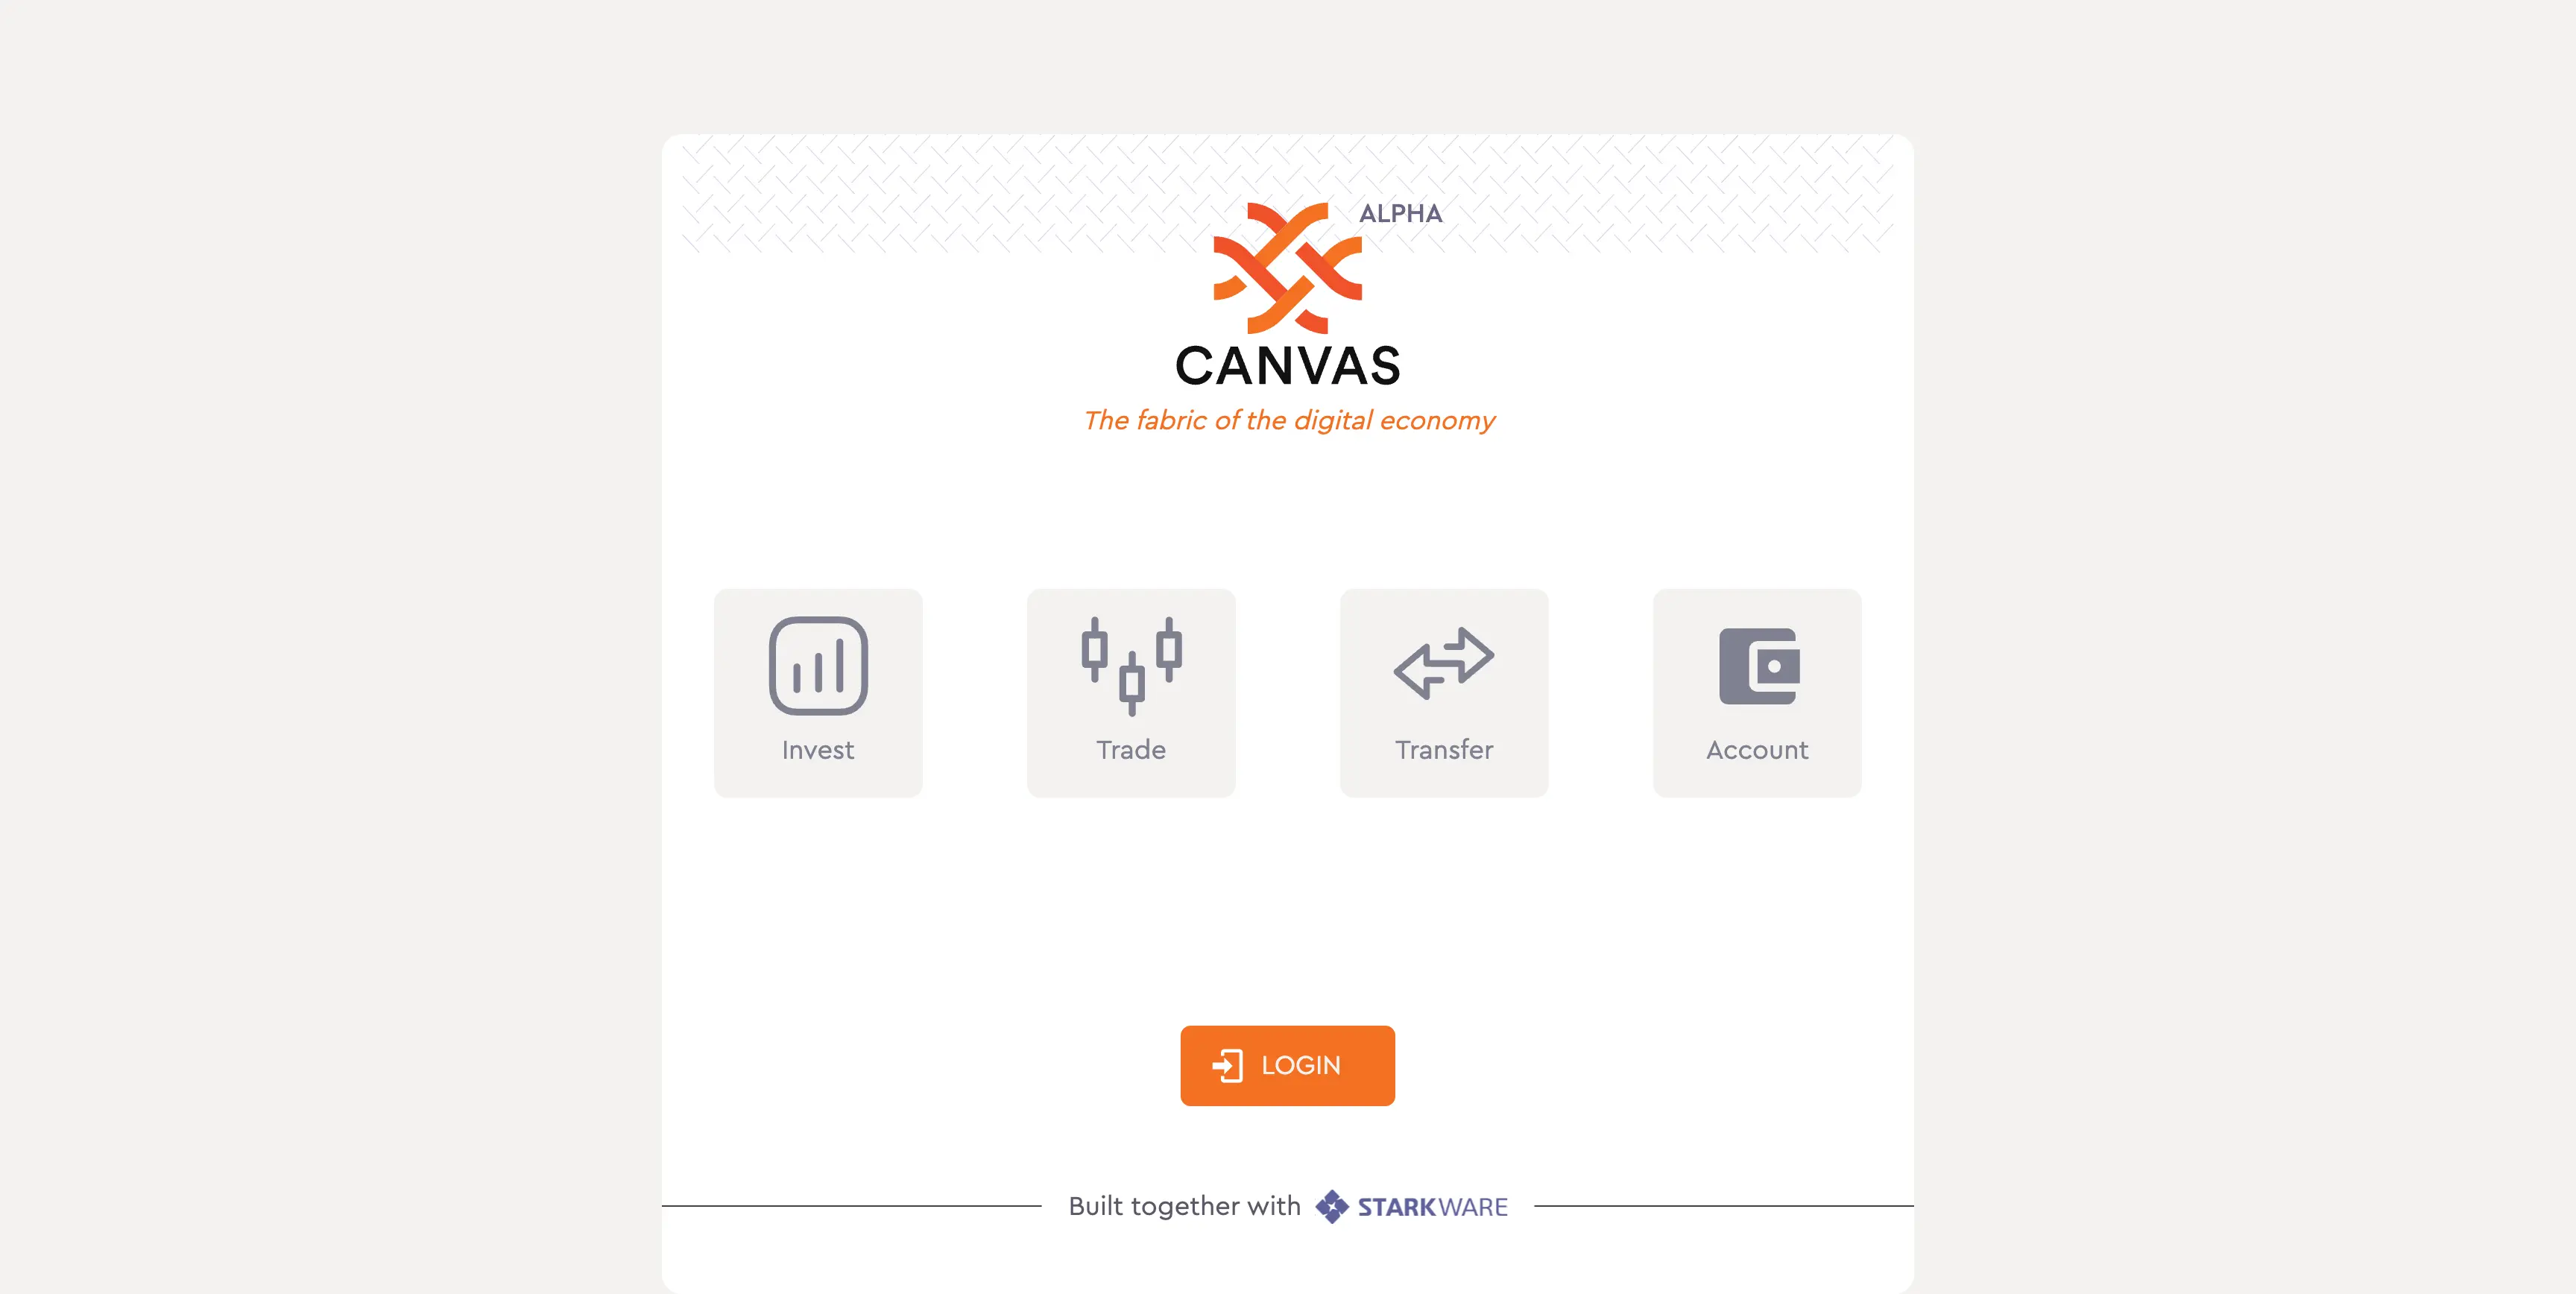 ALPHA
CANVAS
The fabric of the digital economy
Invest
Trade
Transfer
Account
LOGIN
Built together with STARKWARE